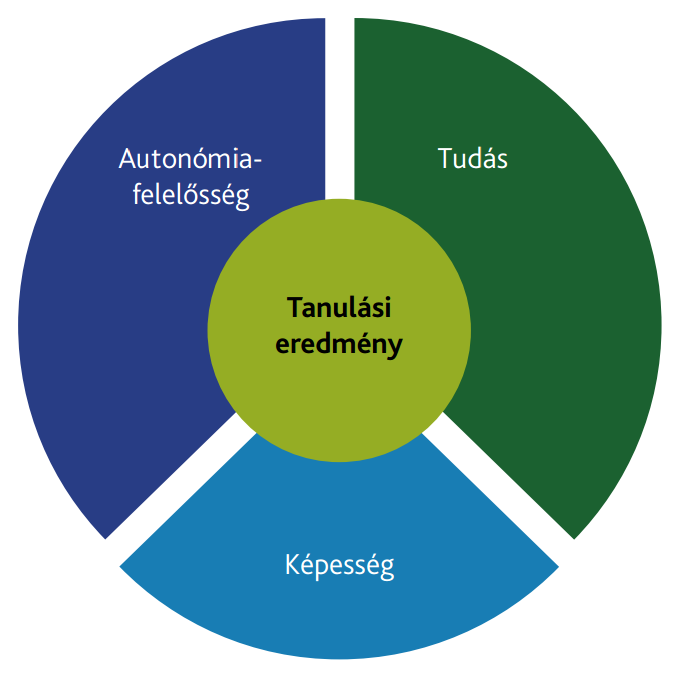 Autonómia-
felelősség
Tudás
Tanulási
eredmény
Képesség